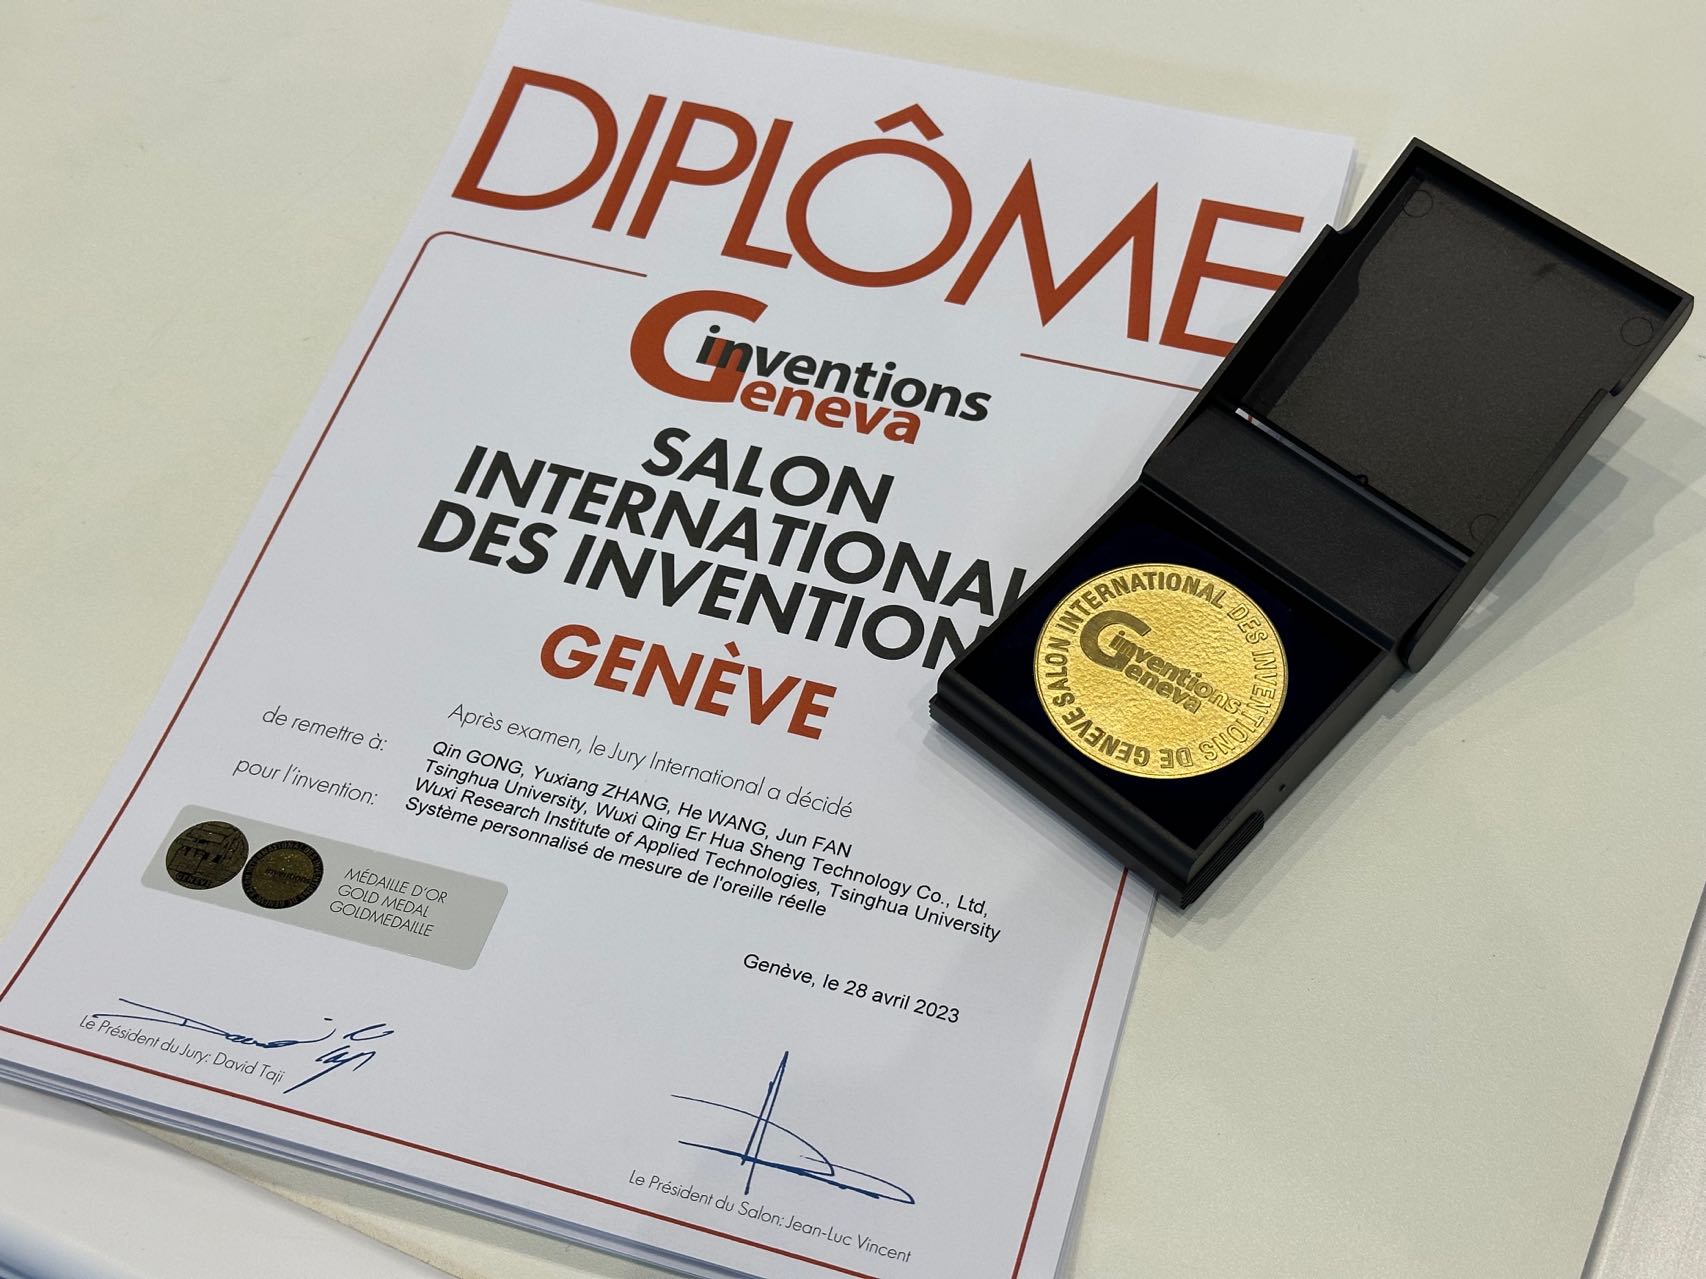 DIPLÔME
inventions
Geneva
SALON
INTERNATIONAL
DES INVENTION
GENÈVE
Après examen, le Jury International a décidé
de remettre à:
Qin GONG, Yuxiang ZHANG, He WANG, Jun FAN
Tsinghua University, Wuxi Qing Er Hua Sheng Technology Co., Ltd,
Wuxi Research Institute of Applied Technologies, Tsinghua University
pour l'invention:
Système personnalisé de mesure de l'oreille réelle
MÉDAILLE D'OR
GOLD MEDAL
GOLDMEDAILLE
GENÈVE
inventions
Genève, le 28 avril 2023
Le Président du Jury: David Taji
Le Président du Salon: Jean-Luc Vincent
SALON INTERNATIONAL DES INVENTIONS DE GENEVE
inventions
Geneva